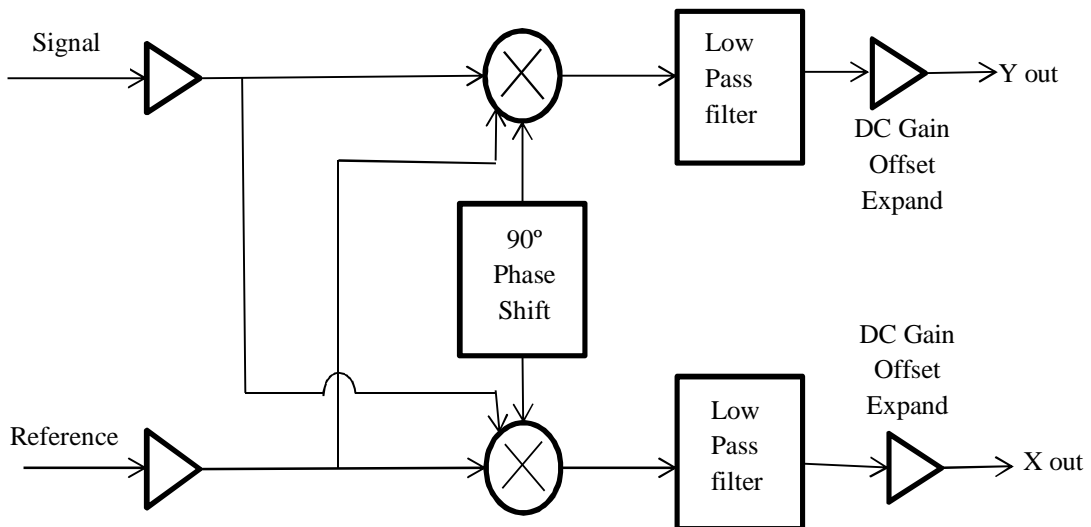 Signal
Low
Pass
filter
Y out
DC Gain
Offset
Expand
90º
Phase
Shift
DC Gain
Offset
Expand
Reference
Low
Pass
filter
X out